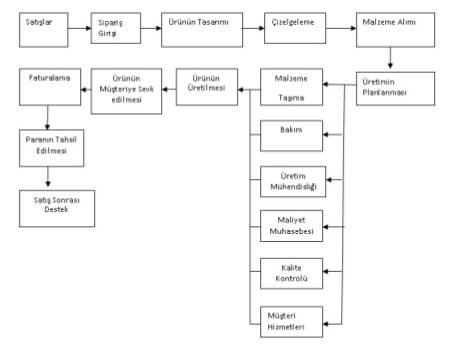 Satışlar
Sipariş
Girişi
Ürünün Tasarımı
Çizelgeleme
Malzeme Alımı
Faturalama
Ürünün
Müşteriye Sevk
edilmesi
Ürünün
Üretilmesi
Malzeme
Taşıma
Üretimin
Planlanması
Bakım
Paranın Tahsil
Edilmesi
Üretim
Mühendisliği
Satış Sonrası
Destek
Maliyet
Muhasebesi
Kalite
Kontrolü
Müşteri
Hizmetleri